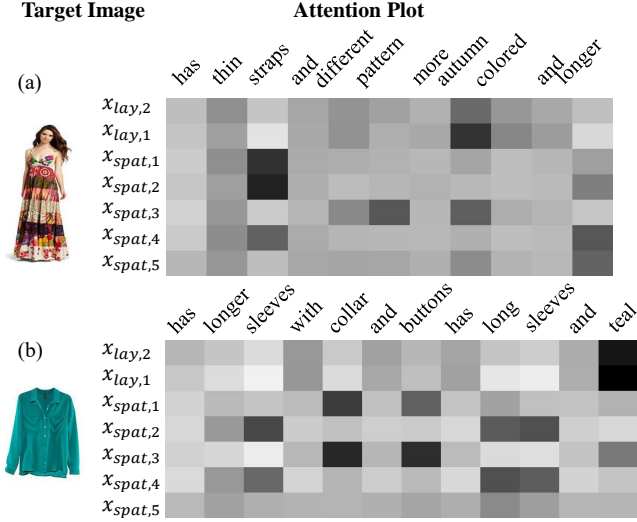 Target Image Attention Plot
(a)
has thin straps and different pattern more autumn colored and longer
x_lay,2
x_lay,1
x_spat,1
x_spat,2
x_spat,3
x_spat,4
x_spat,5
(b)
has longer sleeves with collar and buttons has long sleeves and teal
x_lay,2
x_lay,1
x_spat,1
x_spat,2
x_spat,3
x_spat,4
x_spat,5